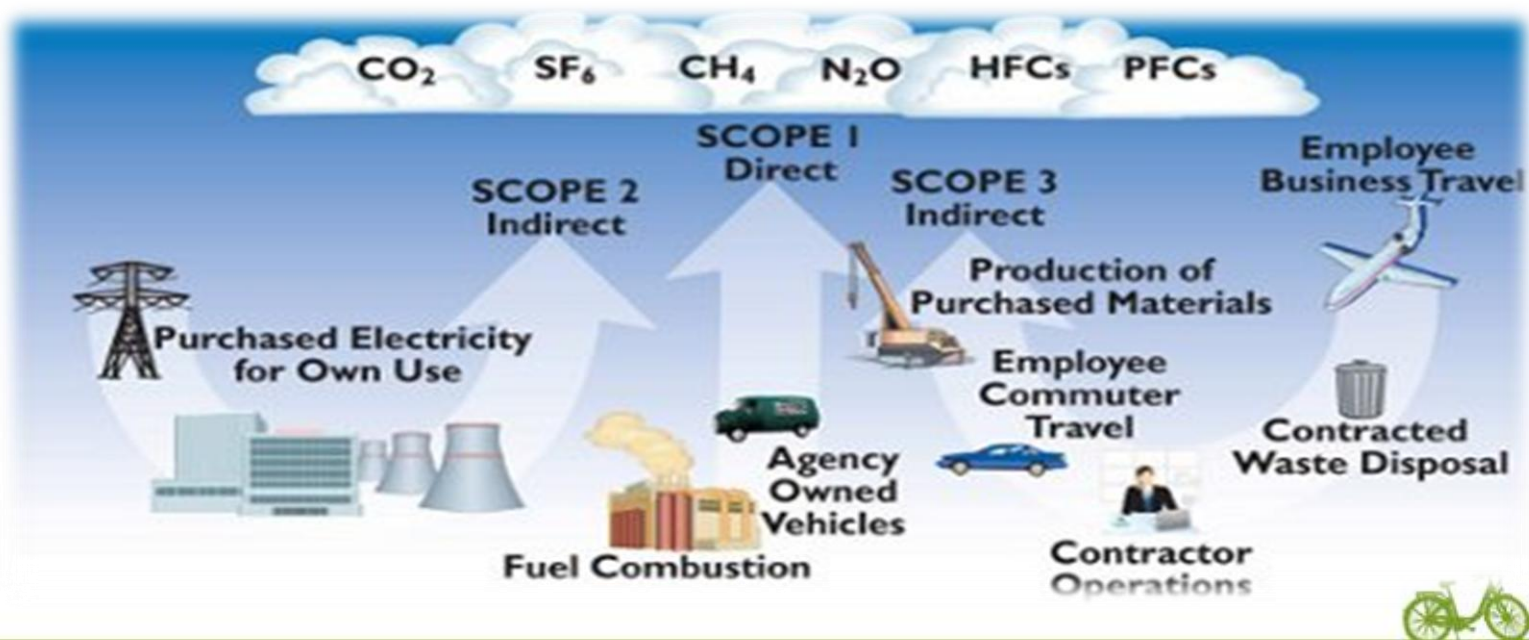 CO₂ SF₆ CH₄ N₂O HFCs PFCs
SCOPE 1
Direct
SCOPE 2
Indirect
SCOPE 3
Indirect
Employee
Business Travel
Purchased Electricity
for Own Use
Production of
Purchased Materials
Employee
Commuter
Travel
Agency
Owned
Vehicles
Contracted
Waste Disposal
Fuel Combustion
Contractor
Operations